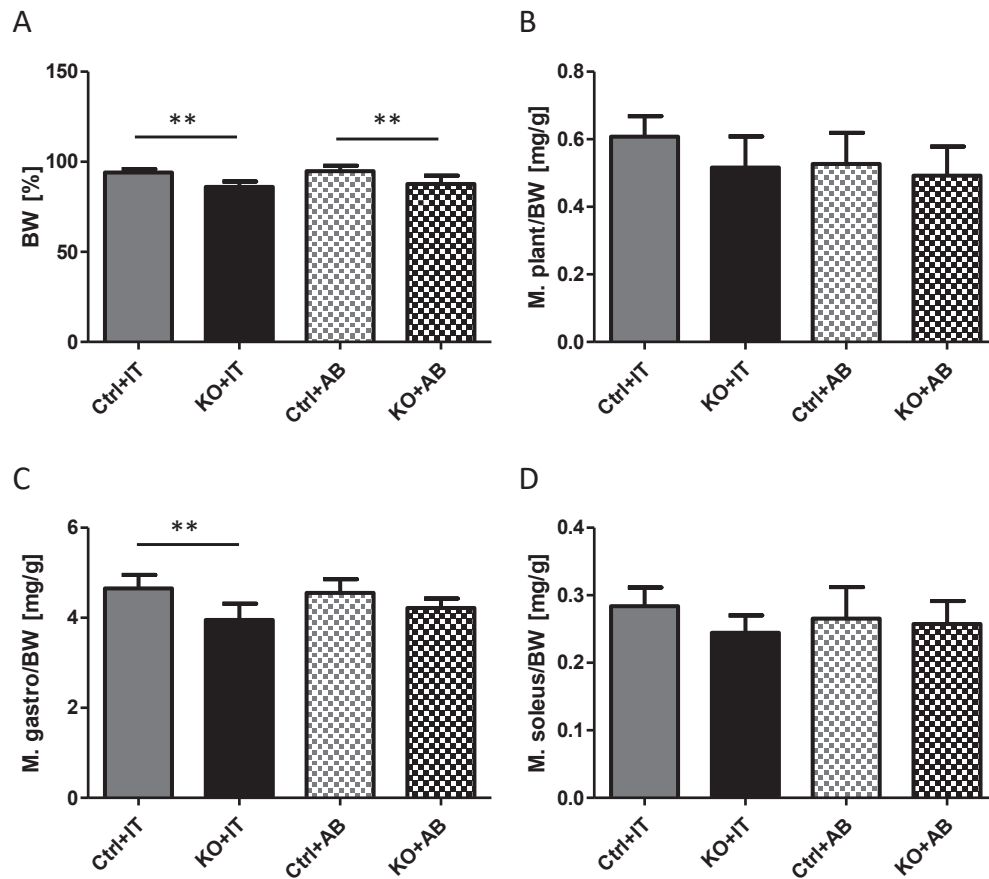 A
BW [%]
150
100
50
0
**
**
Ctrl+IT
KO+IT
Ctrl+AB
KO+AB
B
M. plant/BW [mg/g]
0.8
0.6
0.4
0.2
0.0
Ctrl+IT
KO+IT
Ctrl+AB
KO+AB
C
M. gastro/BW [mg/g]
6
4
2
0
**
Ctrl+IT
KO+IT
Ctrl+AB
KO+AB
D
M. soleus/BW [mg/g]
0.4
0.3
0.2
0.1
0.0
Ctrl+IT
KO+IT
Ctrl+AB
KO+AB